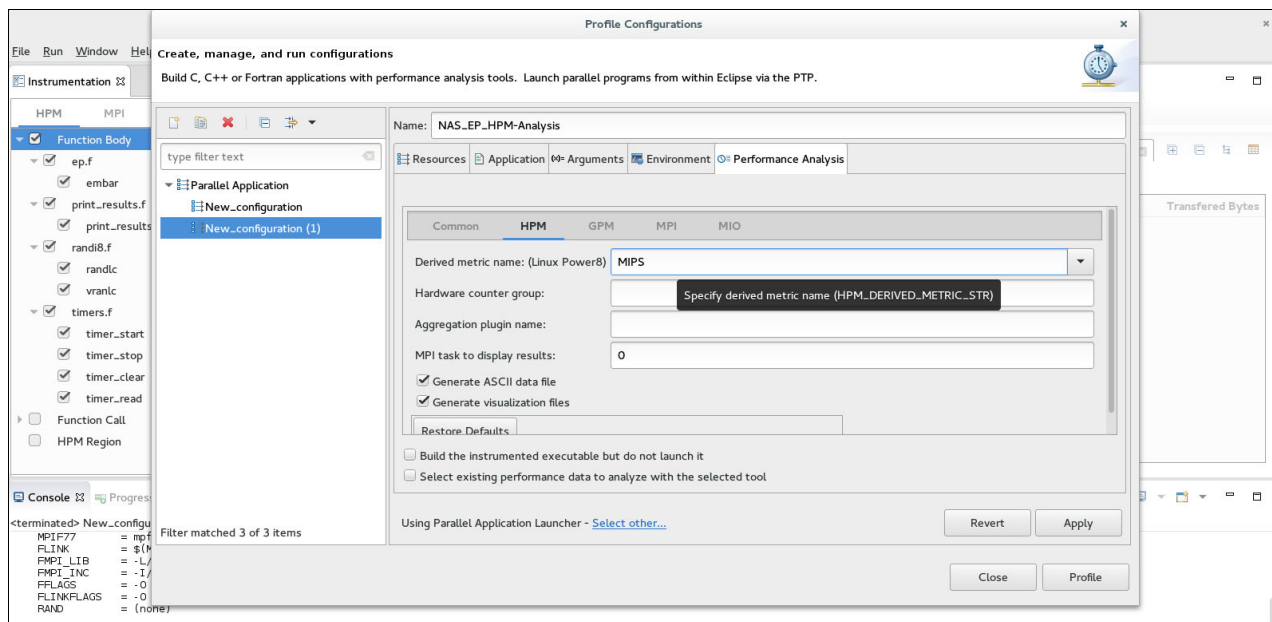 Profile Configurations
File Run Window Help
Create, manage, and run configurations
Build C, C++ or Fortran applications with performance analysis tools. Launch parallel programs from within Eclipse via the PTP.
Instrumentation
HPM MPI
Function Body
ep.f
embar
print_results.f
print_results
randi8.f
randlc
vranlc
timers.f
timer_start
timer_stop
timer_clear
timer_read
Function Call
HPM Region
type filter text
Parallel Application
New_configuration
New_configuration (1)
Filter matched 3 of 3 items
Name: NAS_EP_HPM-Analysis
Resources Application (x)= Arguments Environment Performance Analysis
Common HPM GPM MPI MIO
Derived metric name: (Linux Power8) MIPS
Hardware counter group:
Specify derived metric name (HPM_DERIVED_METRIC_STR)
Aggregation plugin name:
MPI task to display results: 0
Generate ASCII data file
Generate visualization files
Restore Defaults
Build the instrumented executable but do not launch it
Select existing performance data to analyze with the selected tool
Using Parallel Application Launcher - Select other...
Revert Apply
Close Profile
Transfered Bytes
Console Progres
<terminated> New_configu
MPIF77 = mpf
FLINK = $(M
FMPI_LIB = -L/
FMPI_INC = -I/
FFLAGS = -O
FLINKFLAGS = -O
RAND = (none)